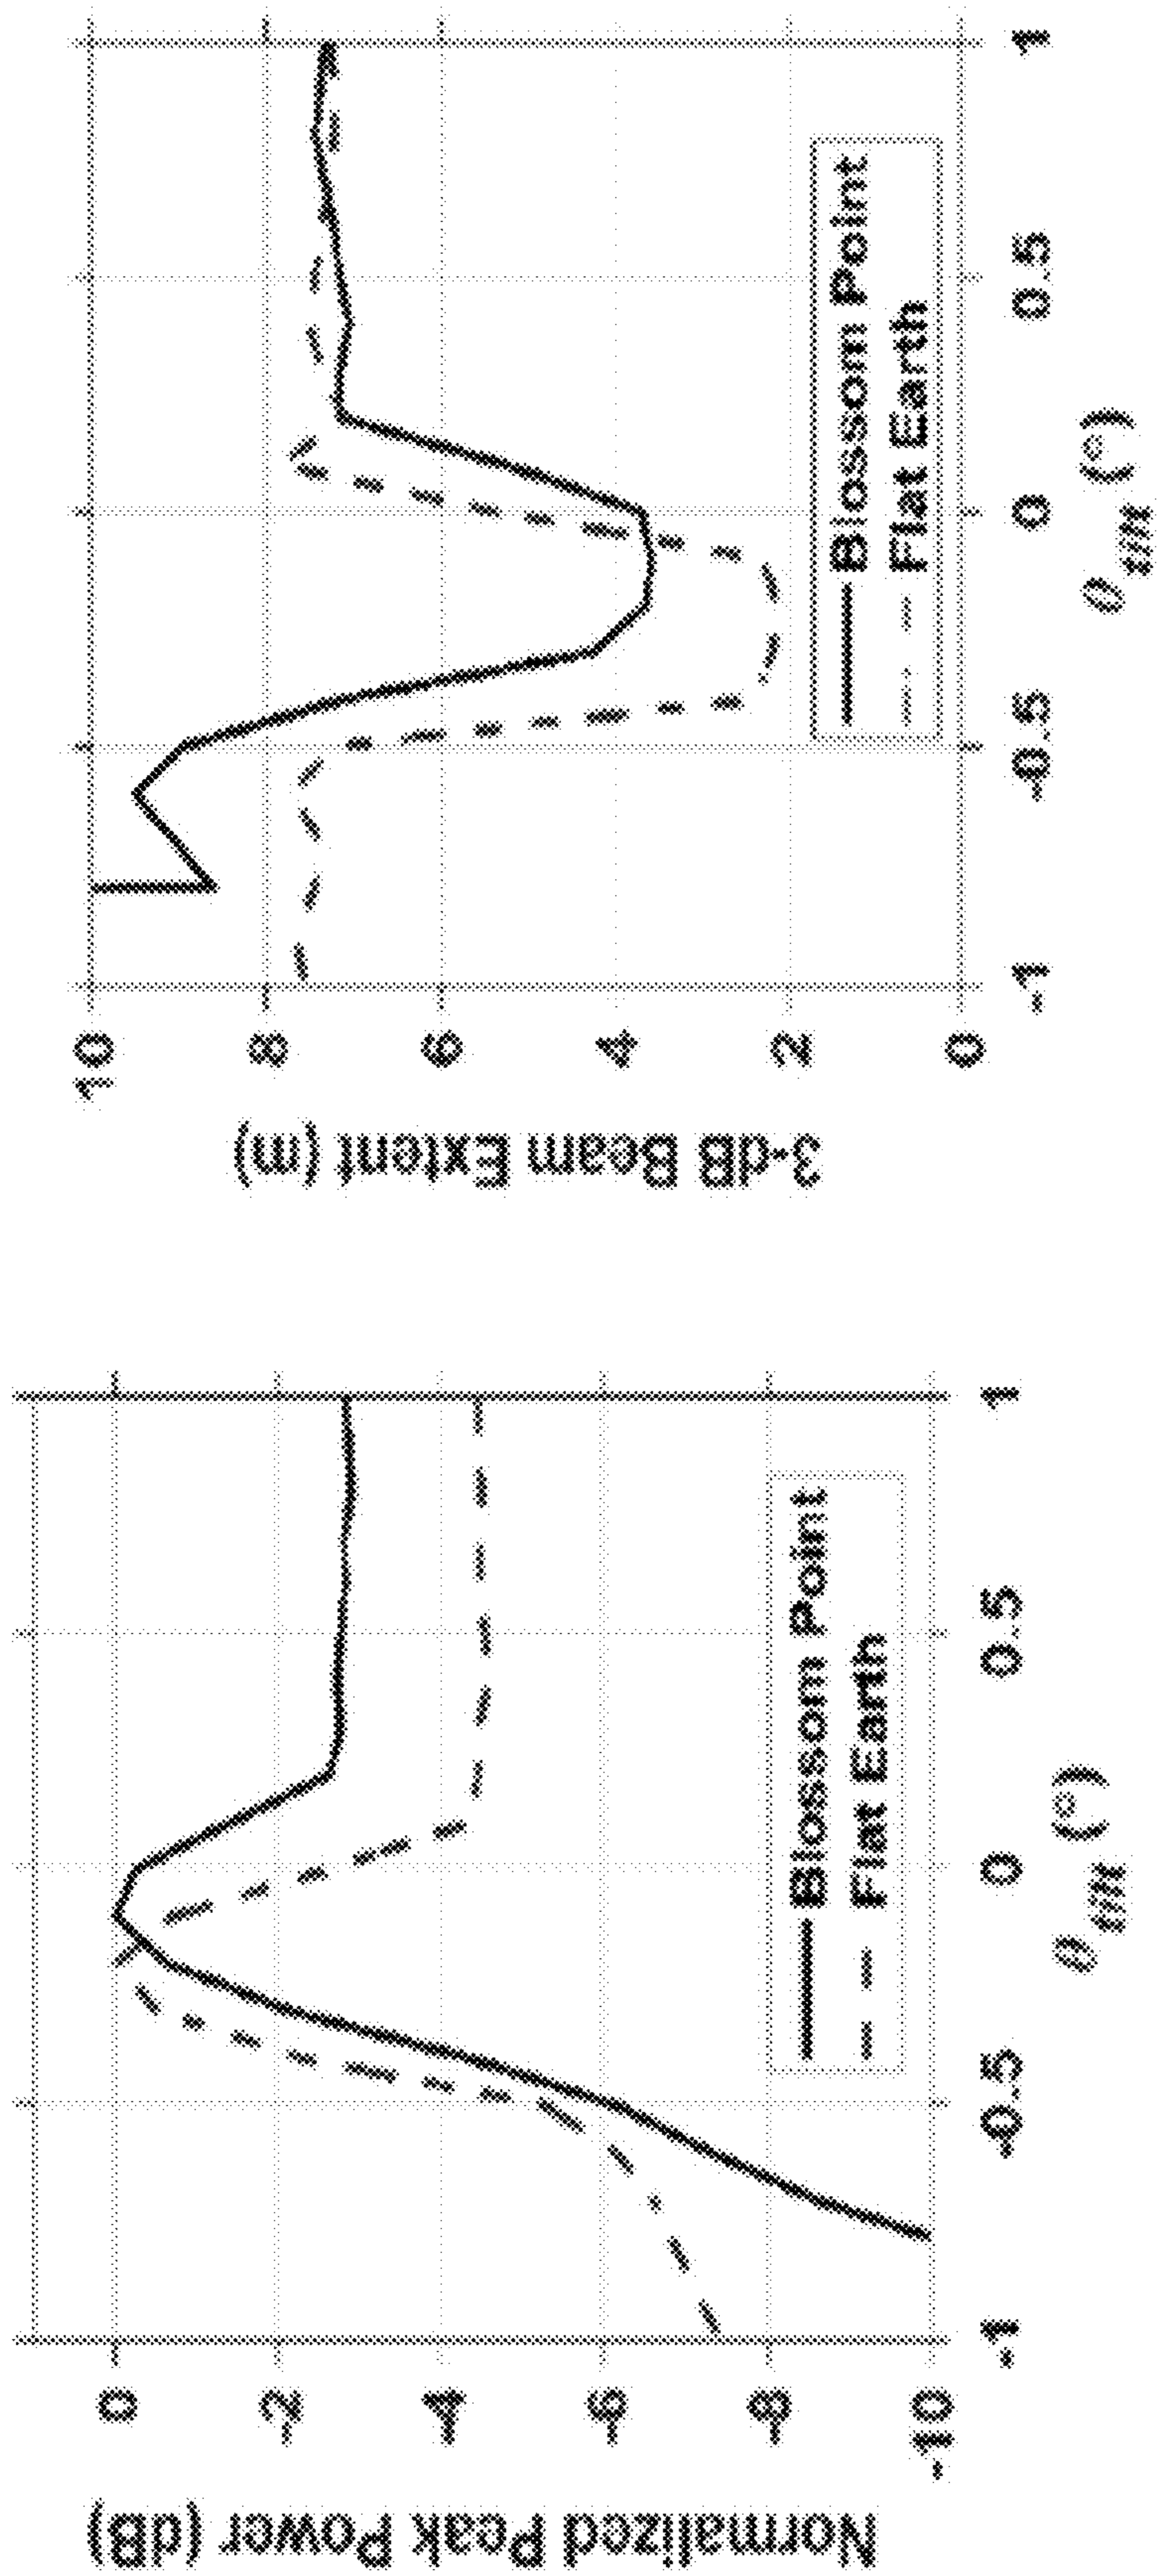 Normalized Peak Power (dB)
0
-2
-4
-6
-8
-10
-1
-0.5
0
0.5
1
θtilt (°)
Blossom Point
Flat Earth
3-dB Beam Extent (m)
10
8
6
4
2
0
-1
-0.5
0
0.5
1
θtilt (°)
Blossom Point
Flat Earth